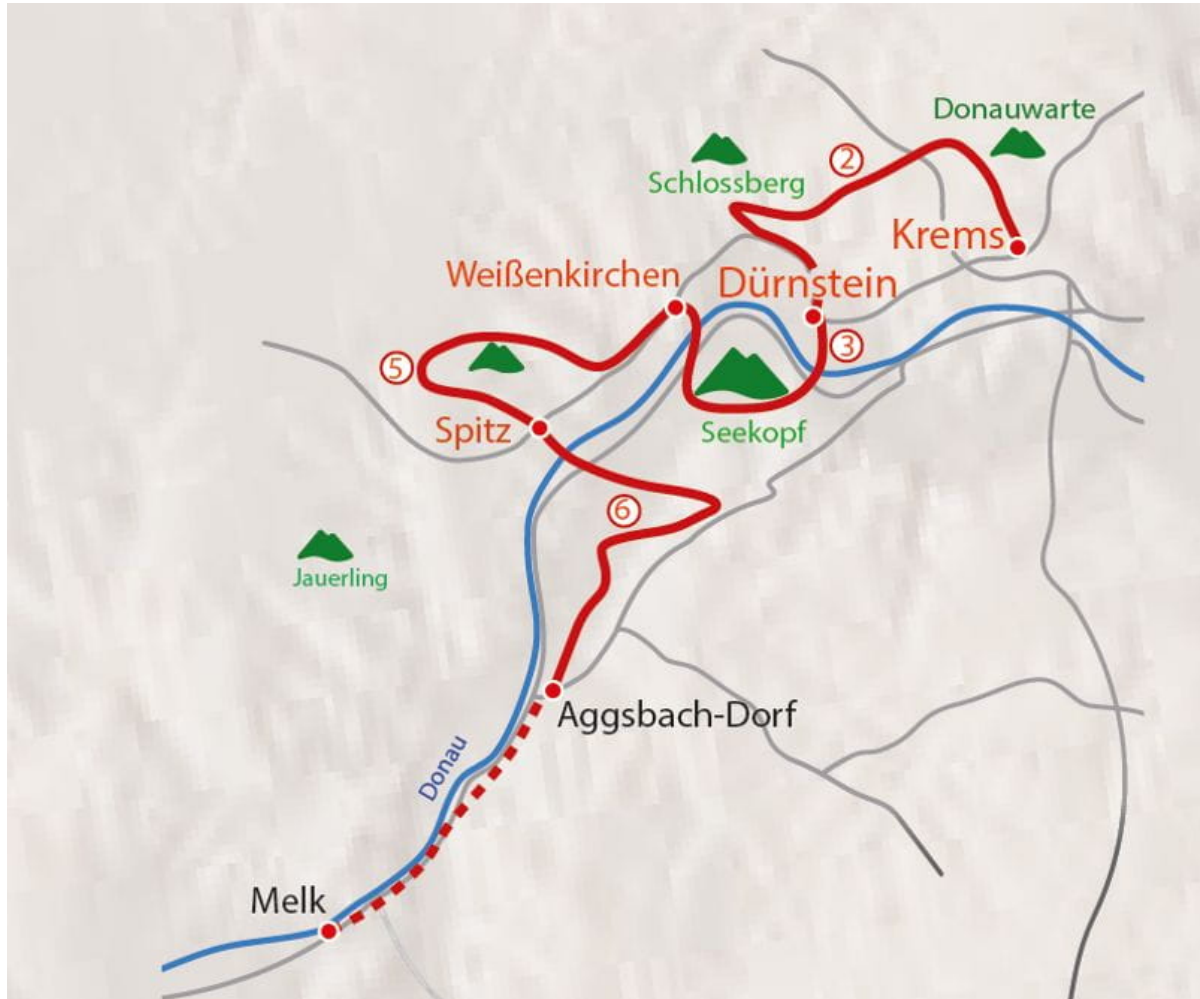 Donauwarte
②
Schlossberg
Krems
Weißenkirchen
Dürnstein
③
⑤
Spitz
Seekopf
⑥
Jauerling
Aggsbach-Dorf
Donau
Melk